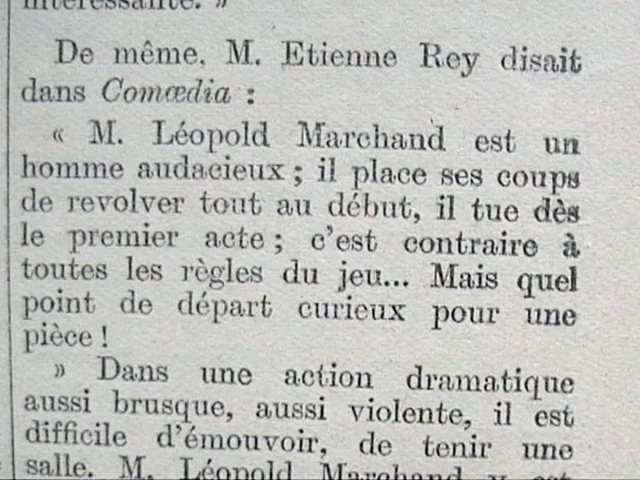 intéressante. »
De même, M. Etienne Rey disait
dans Comœdia :
« M. Léopold Marchand est un
homme audacieux ; il place ses coups
de revolver tout au début, il tue dès
le premier acte ; c'est contraire à
toutes les règles du jeu... Mais quel
point de départ curieux pour une
pièce !
» Dans une action dramatique
aussi brusque, aussi violente, il est
difficile d'émouvoir, de tenir une
salle. M. Léopold Marchand y est